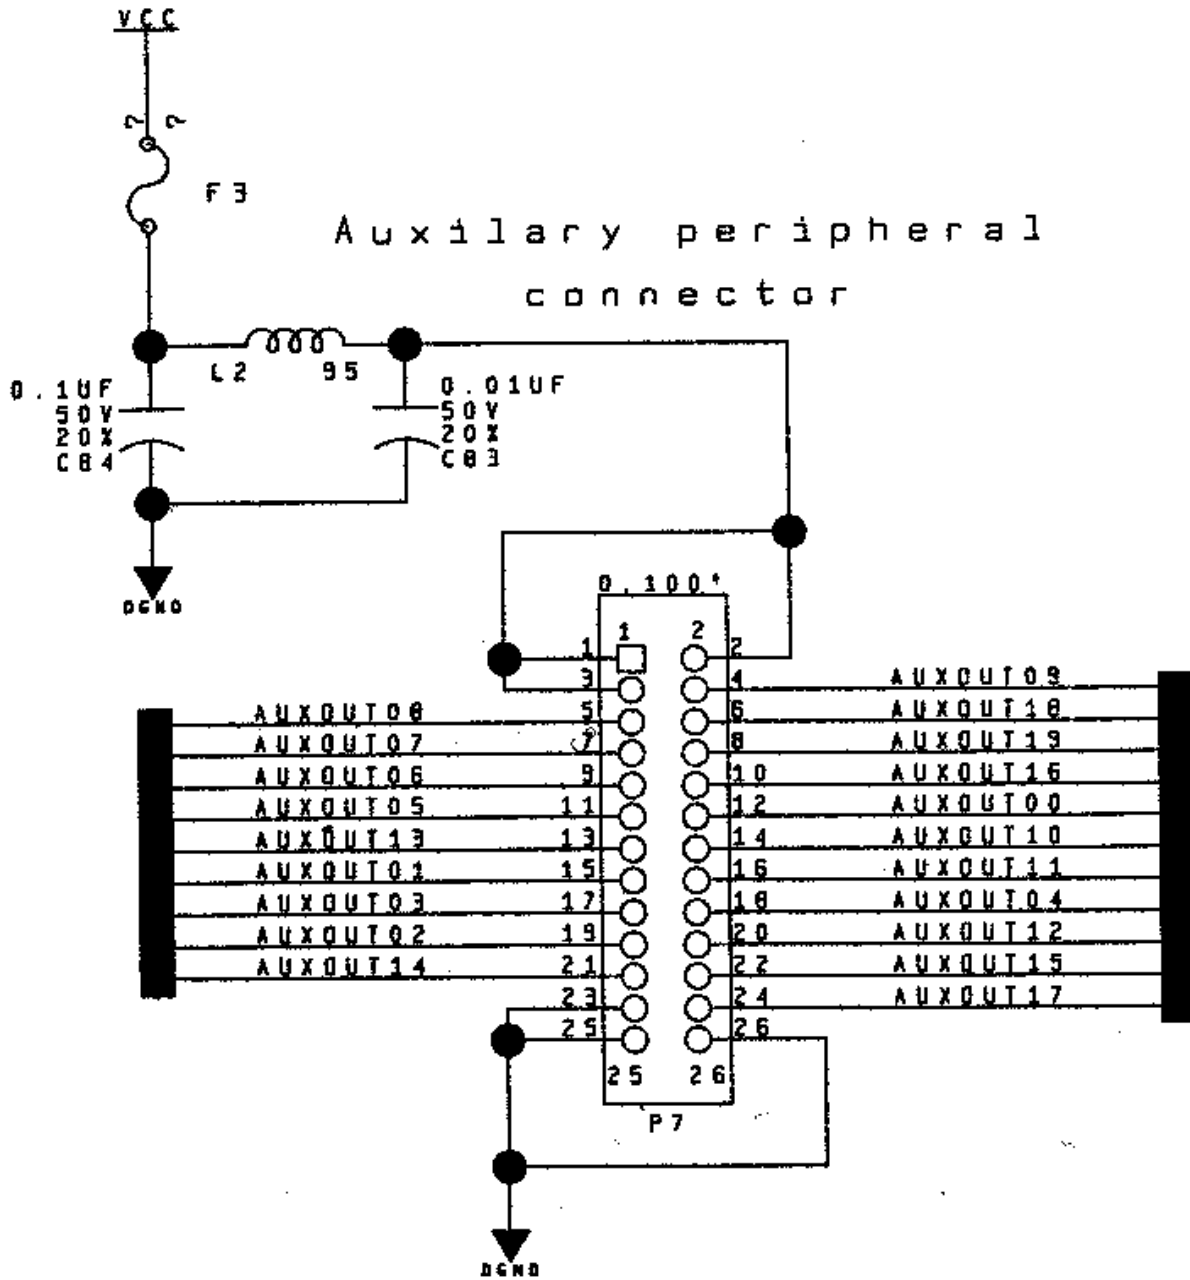 VCC
? ?
F3
Auxilary peripheral
connector
L2 95
0.1UF
50V
20%
C84
0.01UF
50V
20%
C83
DGND
0.100"
1 2
1 2
3 4 AUXOUT09
AUXOUT08 5 6 AUXOUT18
AUXOUT07 7 8 AUXOUT19
AUXOUT06 9 10 AUXOUT16
AUXOUT05 11 12 AUXOUT00
AUXOUT13 13 14 AUXOUT10
AUXOUT01 15 16 AUXOUT11
AUXOUT03 17 18 AUXOUT04
AUXOUT02 19 20 AUXOUT12
AUXOUT14 21 22 AUXOUT15
23 24 AUXOUT17
25 26
25 26
P7
DGND